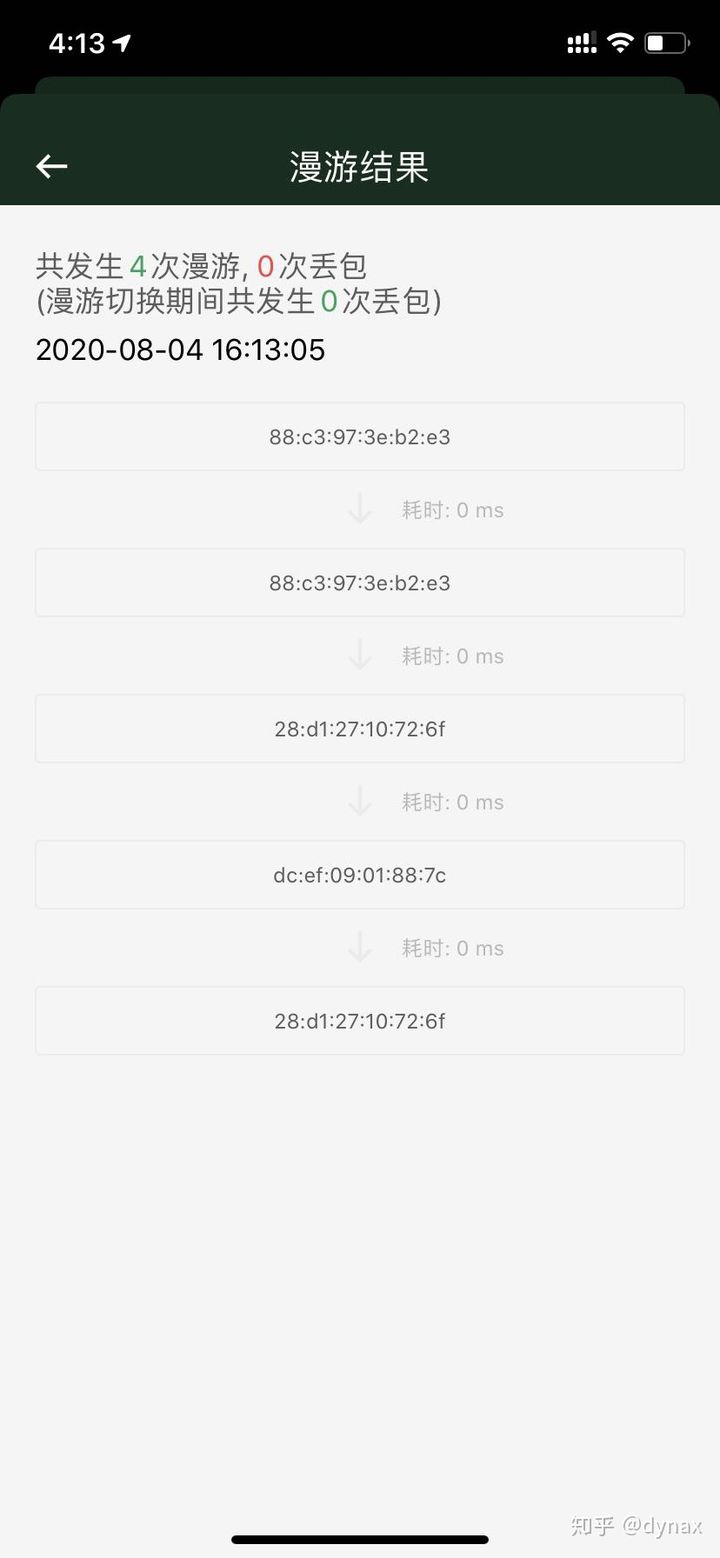 4:13
漫游结果
共发生4次漫游, 0次丢包
(漫游切换期间共发生0次丢包)
2020-08-04 16:13:05
88:c3:97:3e:b2:e3
耗时: 0 ms
88:c3:97:3e:b2:e3
耗时: 0 ms
28:d1:27:10:72:6f
耗时: 0 ms
dc:ef:09:01:88:7c
耗时: 0 ms
28:d1:27:10:72:6f
知乎 @dynax